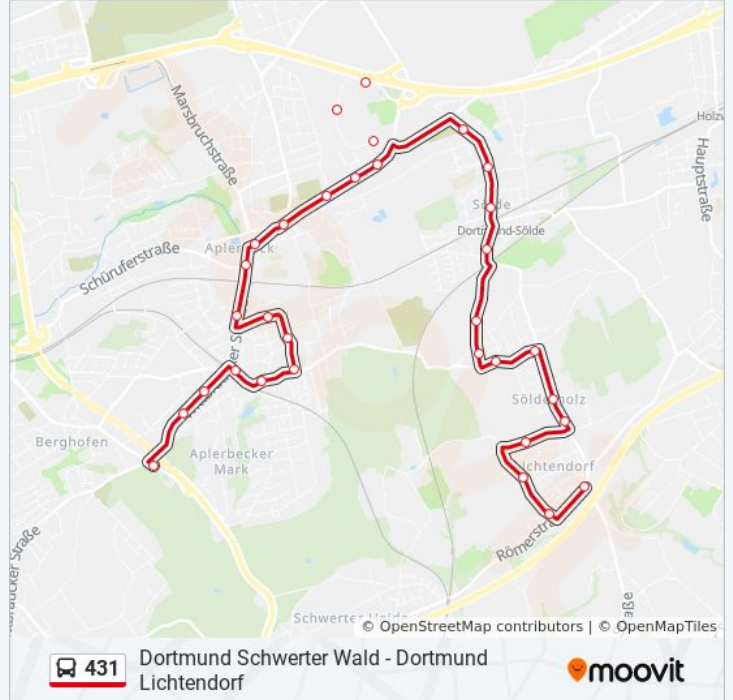 Marsbruchstraße
Holzw
Hauptstraße
Sölde
Dortmund-Sölde
Aplerbeck
Schüruferstraße
Sölderholz
Berghofen
Aplerbecker
Mark
Lichtendorf
Römerstra
Schwerter Heide
© OpenStreetMap contributors | © OpenMapTiles
431
Dortmund Schwerter Wald - Dortmund
Lichtendorf
moovit